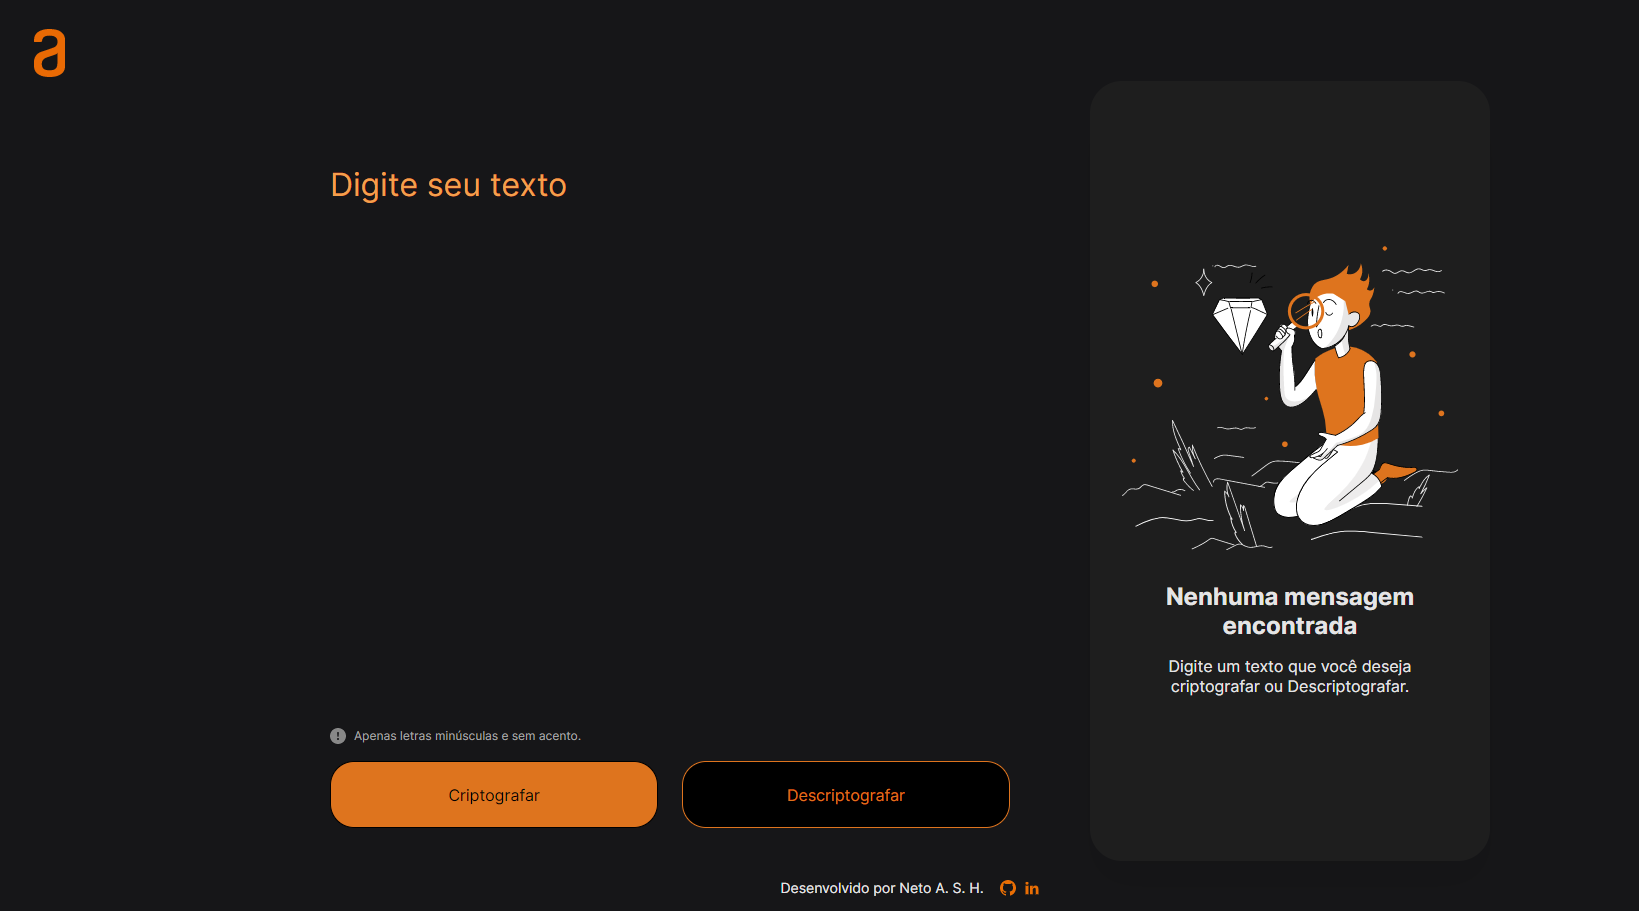 a
Digite seu texto
Nenhuma mensagem
encontrada
Digite um texto que você deseja
criptografar ou Descriptografar.
! Apenas letras minúsculas e sem acento.
Criptografar
Descriptografar
Desenvolvido por Neto A. S. H. in